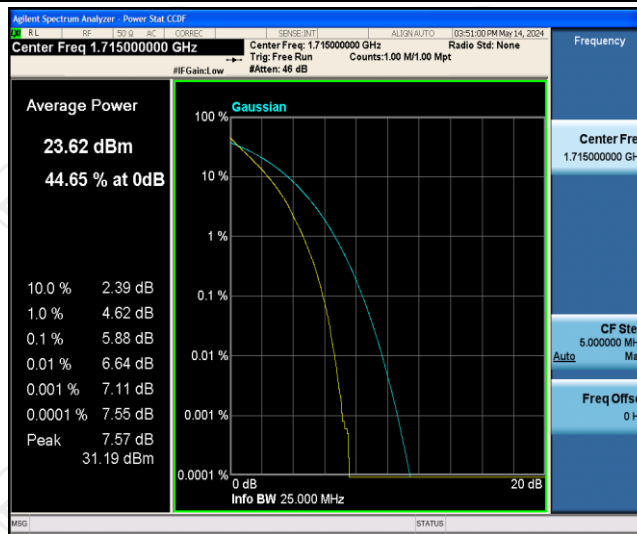 Agilent Spectrum Analyzer - Power Stat CCDF
RL RF 50 Ω AC CORREC SENSE:INT ALIGN AUTO 03:51:00 PM May 14, 2024
Center Freq 1.715000000 GHz
Center Freq: 1.715000000 GHz Radio Std: None
Trig: Free Run Counts:1.00 M/1.00 Mpt
#IFGain:Low #Atten: 46 dB
Frequency
Average Power
23.62 dBm
44.65 % at 0dB
10.0 % 2.39 dB
1.0 % 4.62 dB
0.1 % 5.88 dB
0.01 % 6.64 dB
0.001 % 7.11 dB
0.0001 % 7.55 dB
Peak 7.57 dB
31.19 dBm
Gaussian
100 %
10 %
1 %
0.1 %
0.01 %
0.001 %
0.0001 %
0 dB 20 dB
Info BW 25.000 MHz
Center Fre
1.715000000 GH
CF Ste
5.000000 MH
Auto Ma
Freq Offse
0 H
MSG STATUS